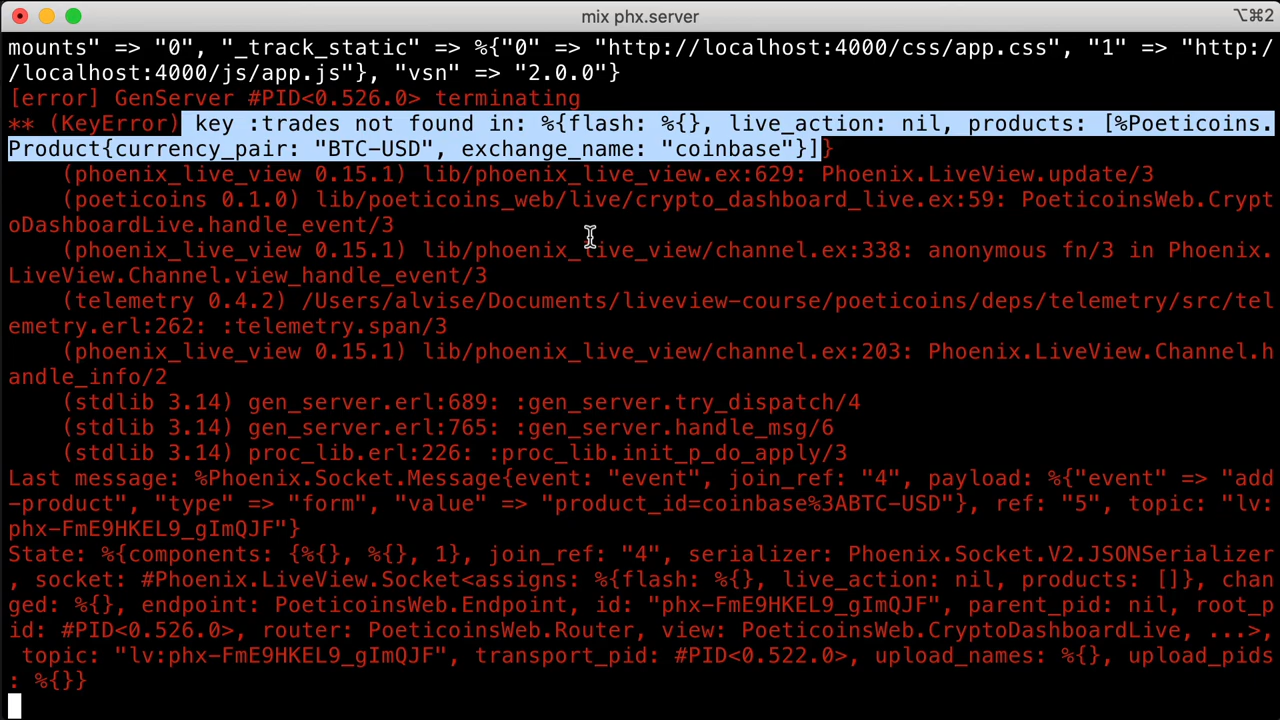 mix phx.server
⌥⌘2
mounts" => "0", "_track_static" => %{"0" => "http://localhost:4000/css/app.css", "1" => "http:/
/localhost:4000/js/app.js"}, "vsn" => "2.0.0"}
[error] GenServer #PID<0.526.0> terminating
** (KeyError) key :trades not found in: %{flash: %{}, live_action: nil, products: [%Poeticoins.
Product{currency_pair: "BTC-USD", exchange_name: "coinbase"}]}
(phoenix_live_view 0.15.1) lib/phoenix_live_view.ex:629: Phoenix.LiveView.update/3
(poeticoins 0.1.0) lib/poeticoins_web/live/crypto_dashboard_live.ex:59: PoeticoinsWeb.Crypt
oDashboardLive.handle_event/3
(phoenix_live_view 0.15.1) lib/phoenix_live_view/channel.ex:338: anonymous fn/3 in Phoenix.
LiveView.Channel.view_handle_event/3
(telemetry 0.4.2) /Users/alvise/Documents/liveview-course/poeticoins/deps/telemetry/src/tel
emetry.erl:262: :telemetry.span/3
(phoenix_live_view 0.15.1) lib/phoenix_live_view/channel.ex:203: Phoenix.LiveView.Channel.h
andle_info/2
(stdlib 3.14) gen_server.erl:689: :gen_server.try_dispatch/4
(stdlib 3.14) gen_server.erl:765: :gen_server.handle_msg/6
(stdlib 3.14) proc_lib.erl:226: :proc_lib.init_p_do_apply/3
Last message: %Phoenix.Socket.Message{event: "event", join_ref: "4", payload: %{"event" => "add
-product", "type" => "form", "value" => "product_id=coinbase%3ABTC-USD"}, ref: "5", topic: "lv:
phx-FmE9HKEL9_gImQJF"}
State: %{components: {%{}, %{}, 1}, join_ref: "4", serializer: Phoenix.Socket.V2.JSONSerializer
, socket: #Phoenix.LiveView.Socket<assigns: %{flash: %{}, live_action: nil, products: []}, chan
ged: %{}, endpoint: PoeticoinsWeb.Endpoint, id: "phx-FmE9HKEL9_gImQJF", parent_pid: nil, root_p
id: #PID<0.526.0>, router: PoeticoinsWeb.Router, view: PoeticoinsWeb.CryptoDashboardLive, ...>,
topic: "lv:phx-FmE9HKEL9_gImQJF", transport_pid: #PID<0.522.0>, upload_names: %{}, upload_pids
: %{}}